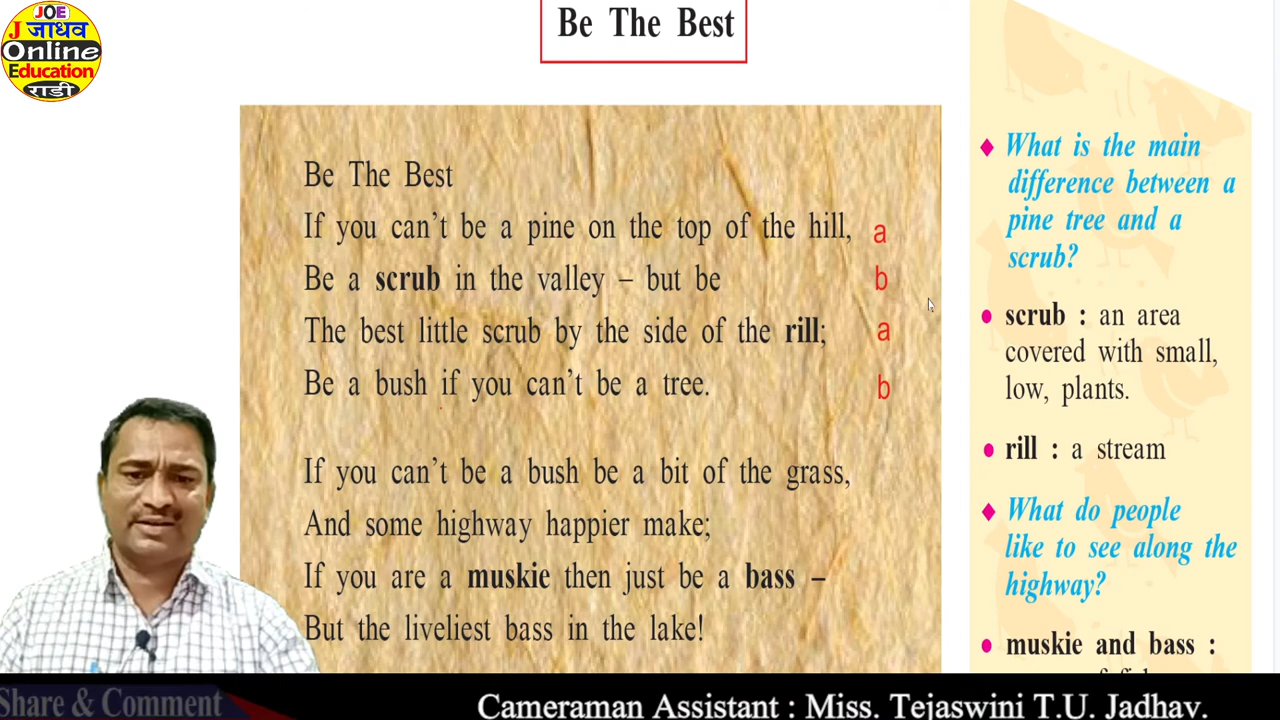 JOE
J जाधव
Online
Education
राडी
Be The Best
Be The Best
If you can't be a pine on the top of the hill, a
Be a scrub in the valley – but be b
The best little scrub by the side of the rill; a
Be a bush if you can't be a tree. b
If you can't be a bush be a bit of the grass,
And some highway happier make;
If you are a muskie then just be a bass –
But the liveliest bass in the lake!
♦ What is the main
difference between a
pine tree and a
scrub?
• scrub : an area
covered with small,
low, plants.
• rill : a stream
♦ What do people
like to see along the
highway?
• muskie and bass :
Share & Comment
Cameraman Assistant : Miss. Tejaswini T.U. Jadhav.